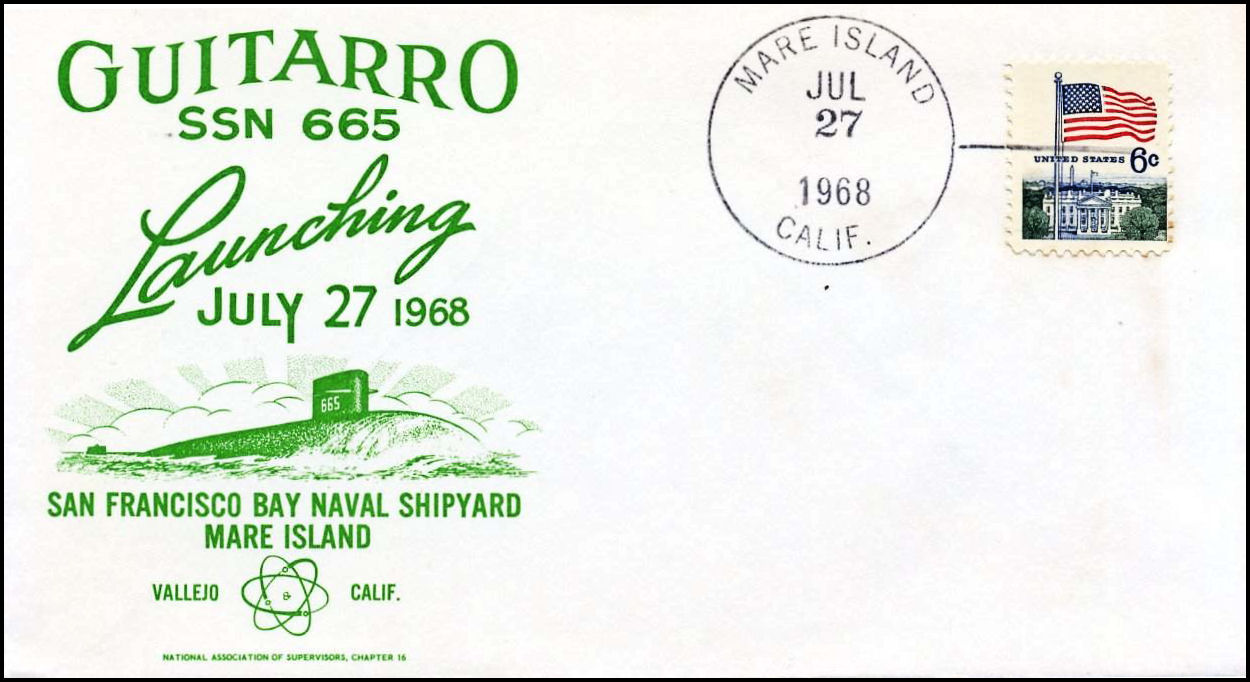 GUITARRO
SSN 665
Launching
JULY 27 1968
665
SAN FRANCISCO BAY NAVAL SHIPYARD
MARE ISLAND
VALLEJO CALIF.
NATIONAL ASSOCIATION OF SUPERVISORS, CHAPTER 16
MARE ISLAND
JUL
27
1968
CALIF.
UNITED STATES 6c